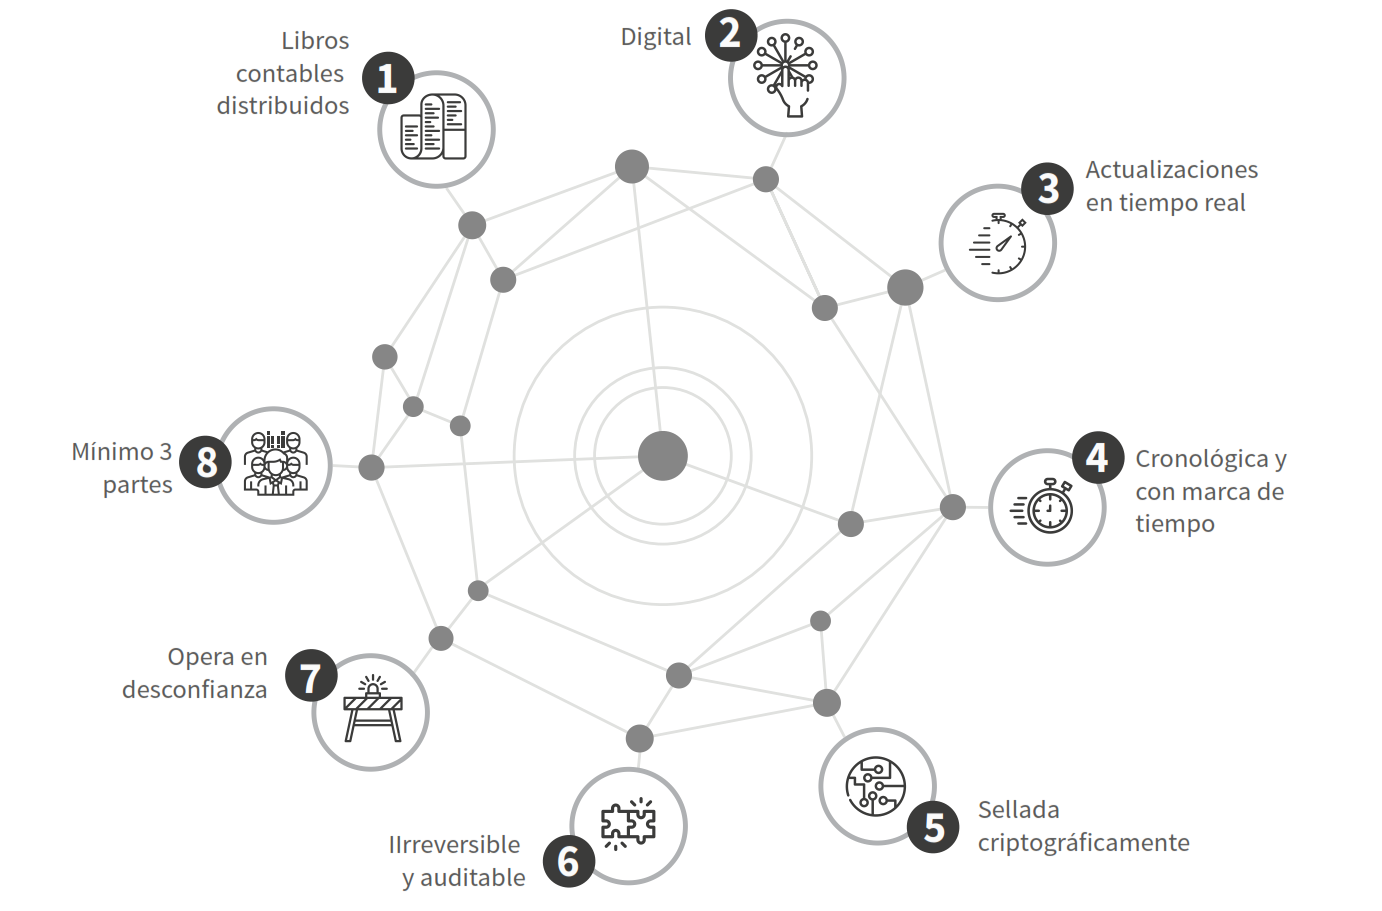 1
Libros
contables
distribuidos
2
Digital
3
Actualizaciones
en tiempo real
4
Cronológica y
con marca de
tiempo
5
Sellada
criptográficamente
6
IIrreversible
y auditable
7
Opera en
desconfianza
8
Mínimo 3
partes